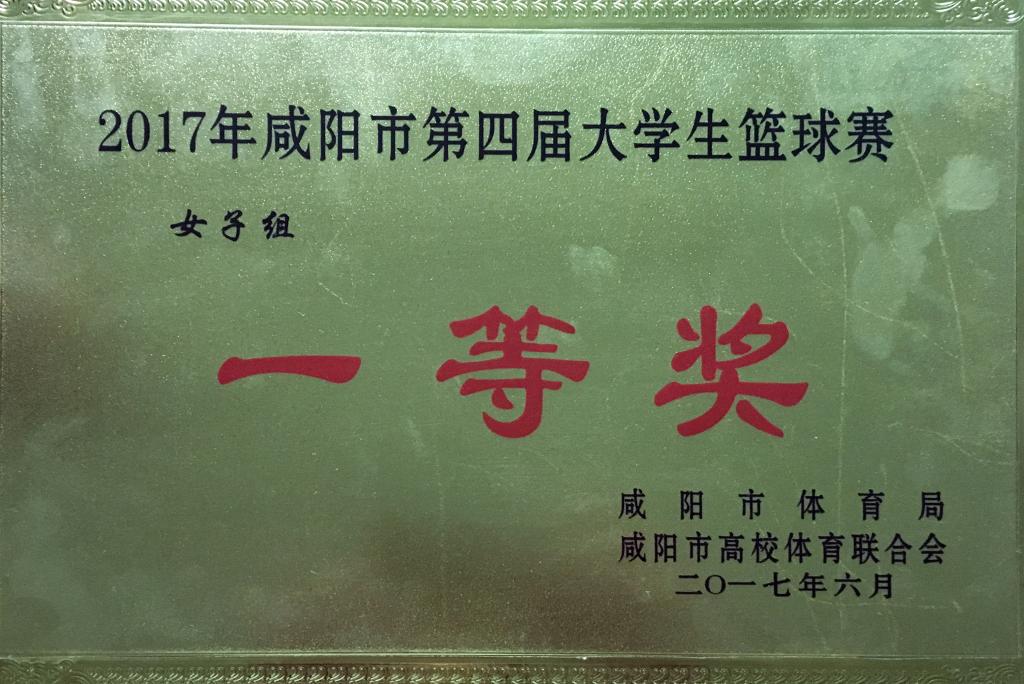 2017年咸阳市第四届大学生篮球赛
女子组
一等奖
咸阳市体育局
咸阳市高校体育联合会
二〇一七年六月